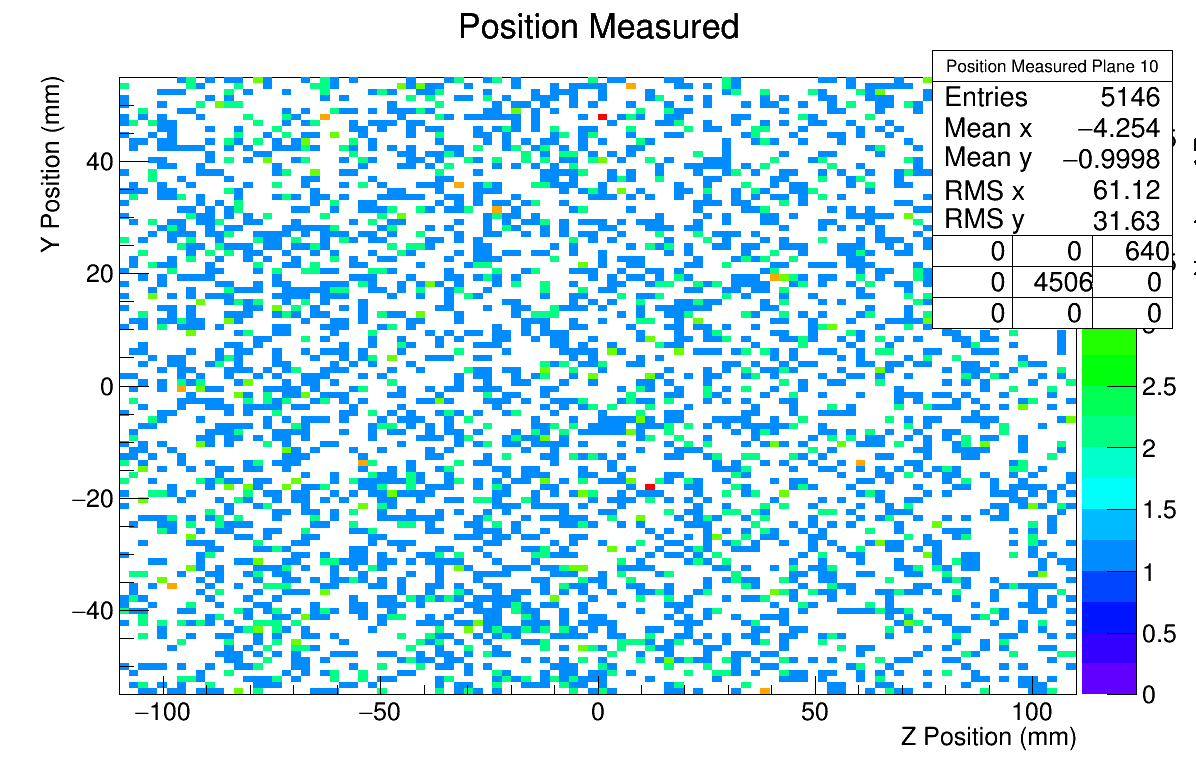 Position Measured
Position Measured Plane 10
Entries 5146
Mean x −4.254
Mean y −0.9998
RMS x 61.12
RMS y 31.63
0 0 640
0 4506 0
0 0 0
Y Position (mm)
40
20
0
−20
−40
2.5
2
1.5
1
0.5
0
−100 −50 0 50 100
Z Position (mm)